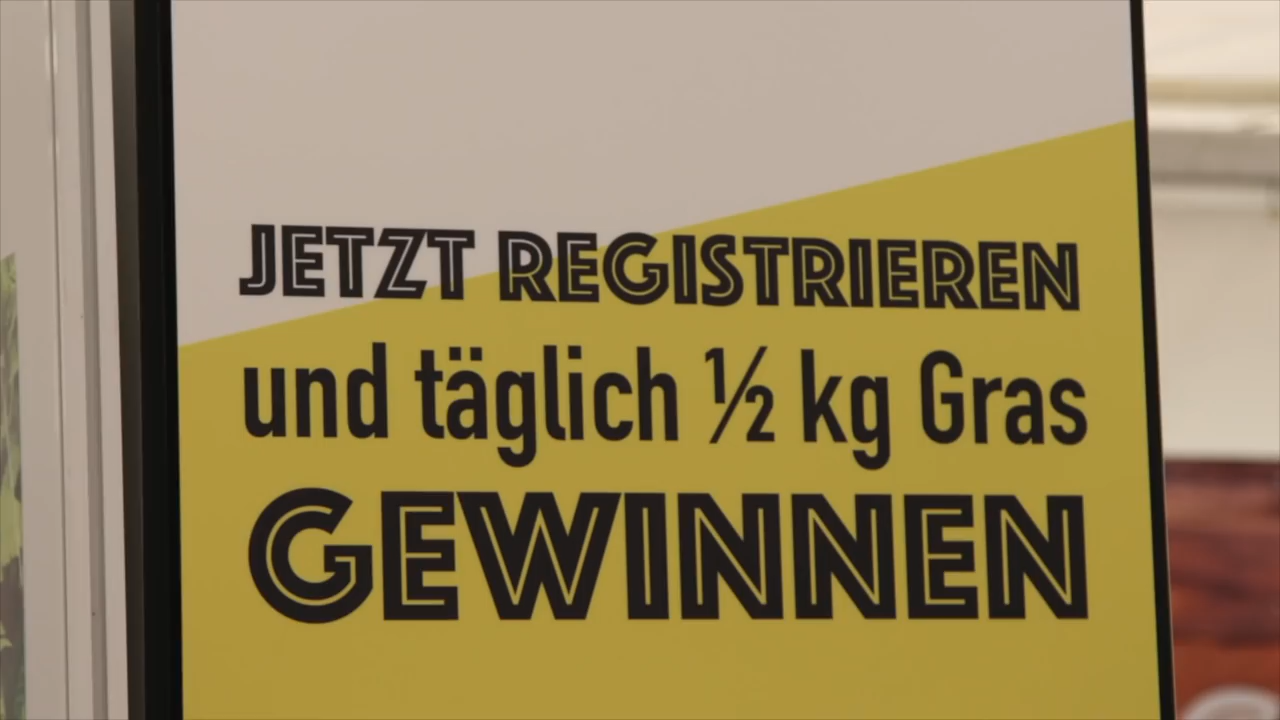 JETZT REGISTRIEREN
und täglich ½ kg Gras
GEWINNEN